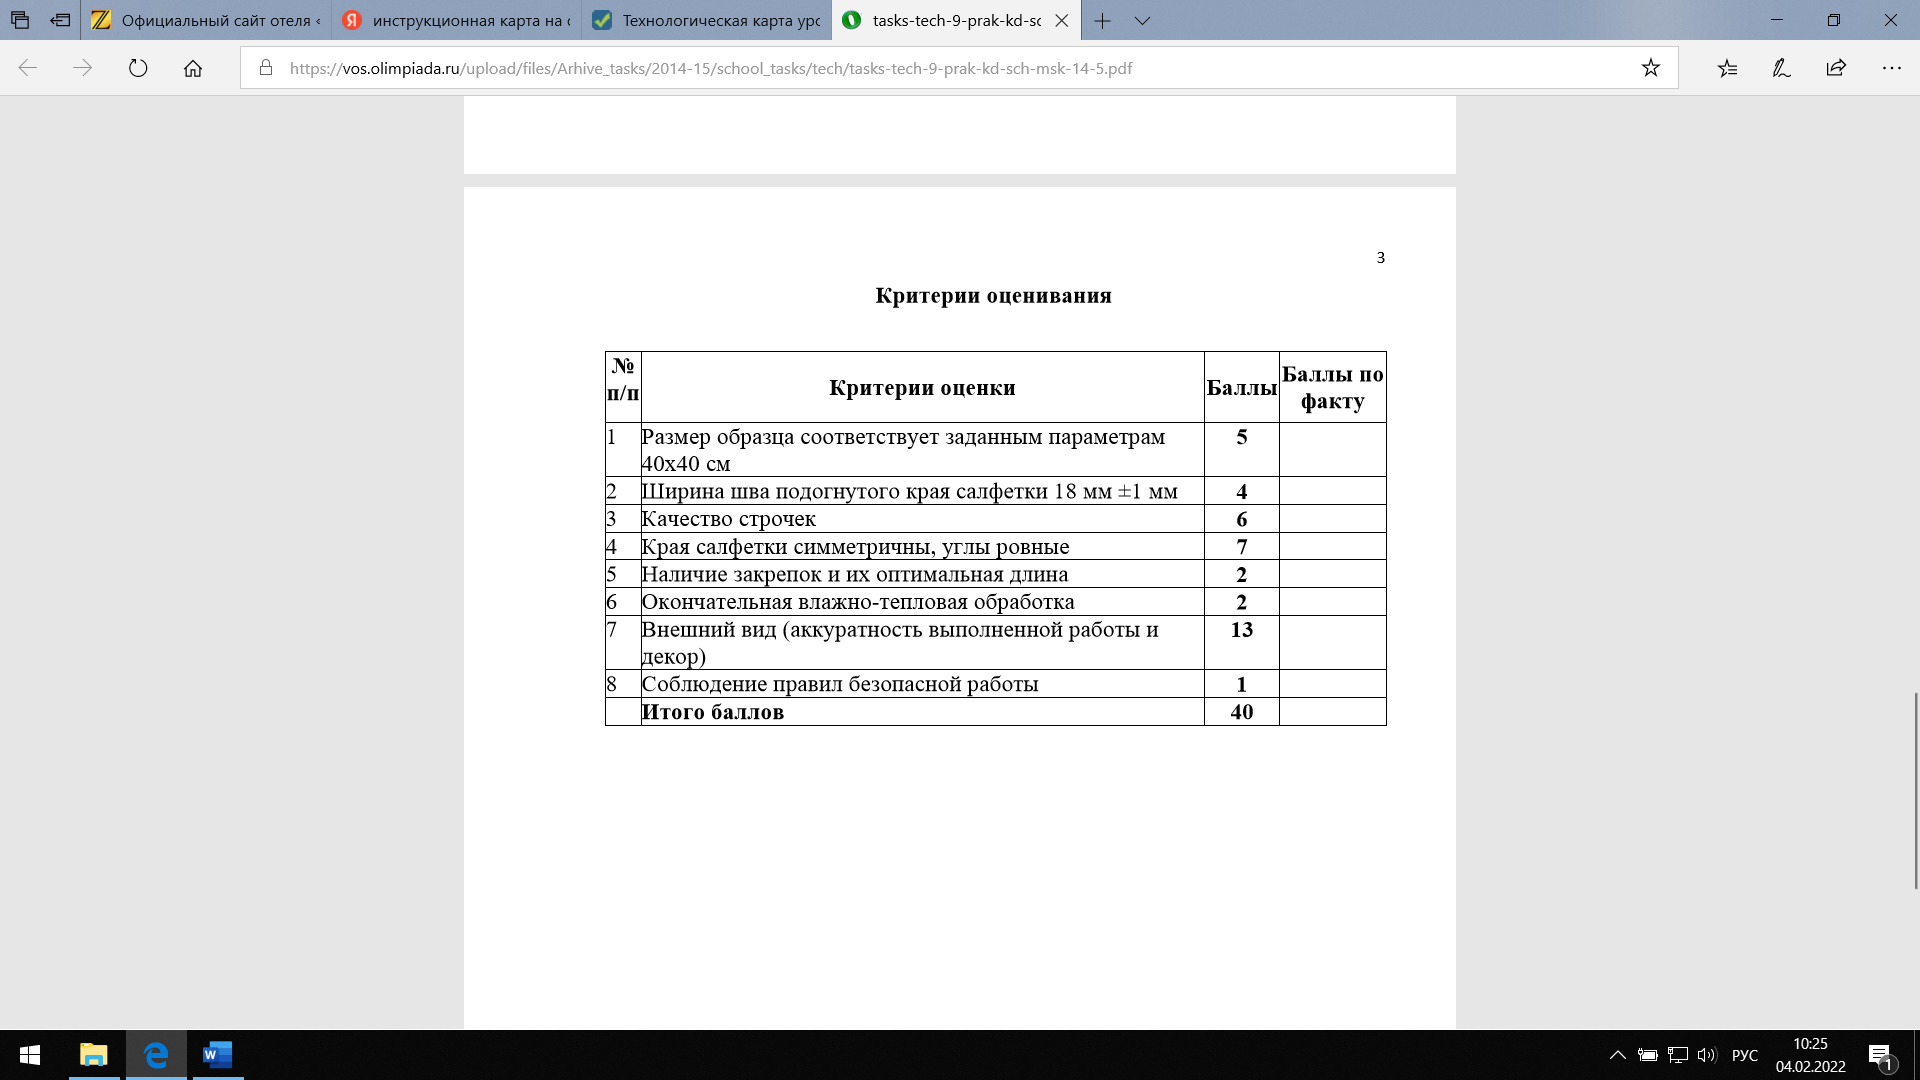 Официальный сайт отеля «
инструкционная карта на с
Технологическая карта уро
tasks-tech-9-prak-kd-sc
https://vos.olimpiada.ru/upload/files/Arhive_tasks/2014-15/school_tasks/tech/tasks-tech-9-prak-kd-sch-msk-14-5.pdf
3
Критерии оценивания
№ п/п Критерии оценки Баллы Баллы по факту
1 Размер образца соответствует заданным параметрам 5
40х40 см
2 Ширина шва подогнутого края салфетки 18 мм ±1 мм 4
3 Качество строчек 6
4 Края салфетки симметричны, углы ровные 7
5 Наличие закрепок и их оптимальная длина 2
6 Окончательная влажно-тепловая обработка 2
7 Внешний вид (аккуратность выполненной работы и 13
декор)
8 Соблюдение правил безопасной работы 1
Итого баллов 40
РУС
10:25
04.02.2022
1